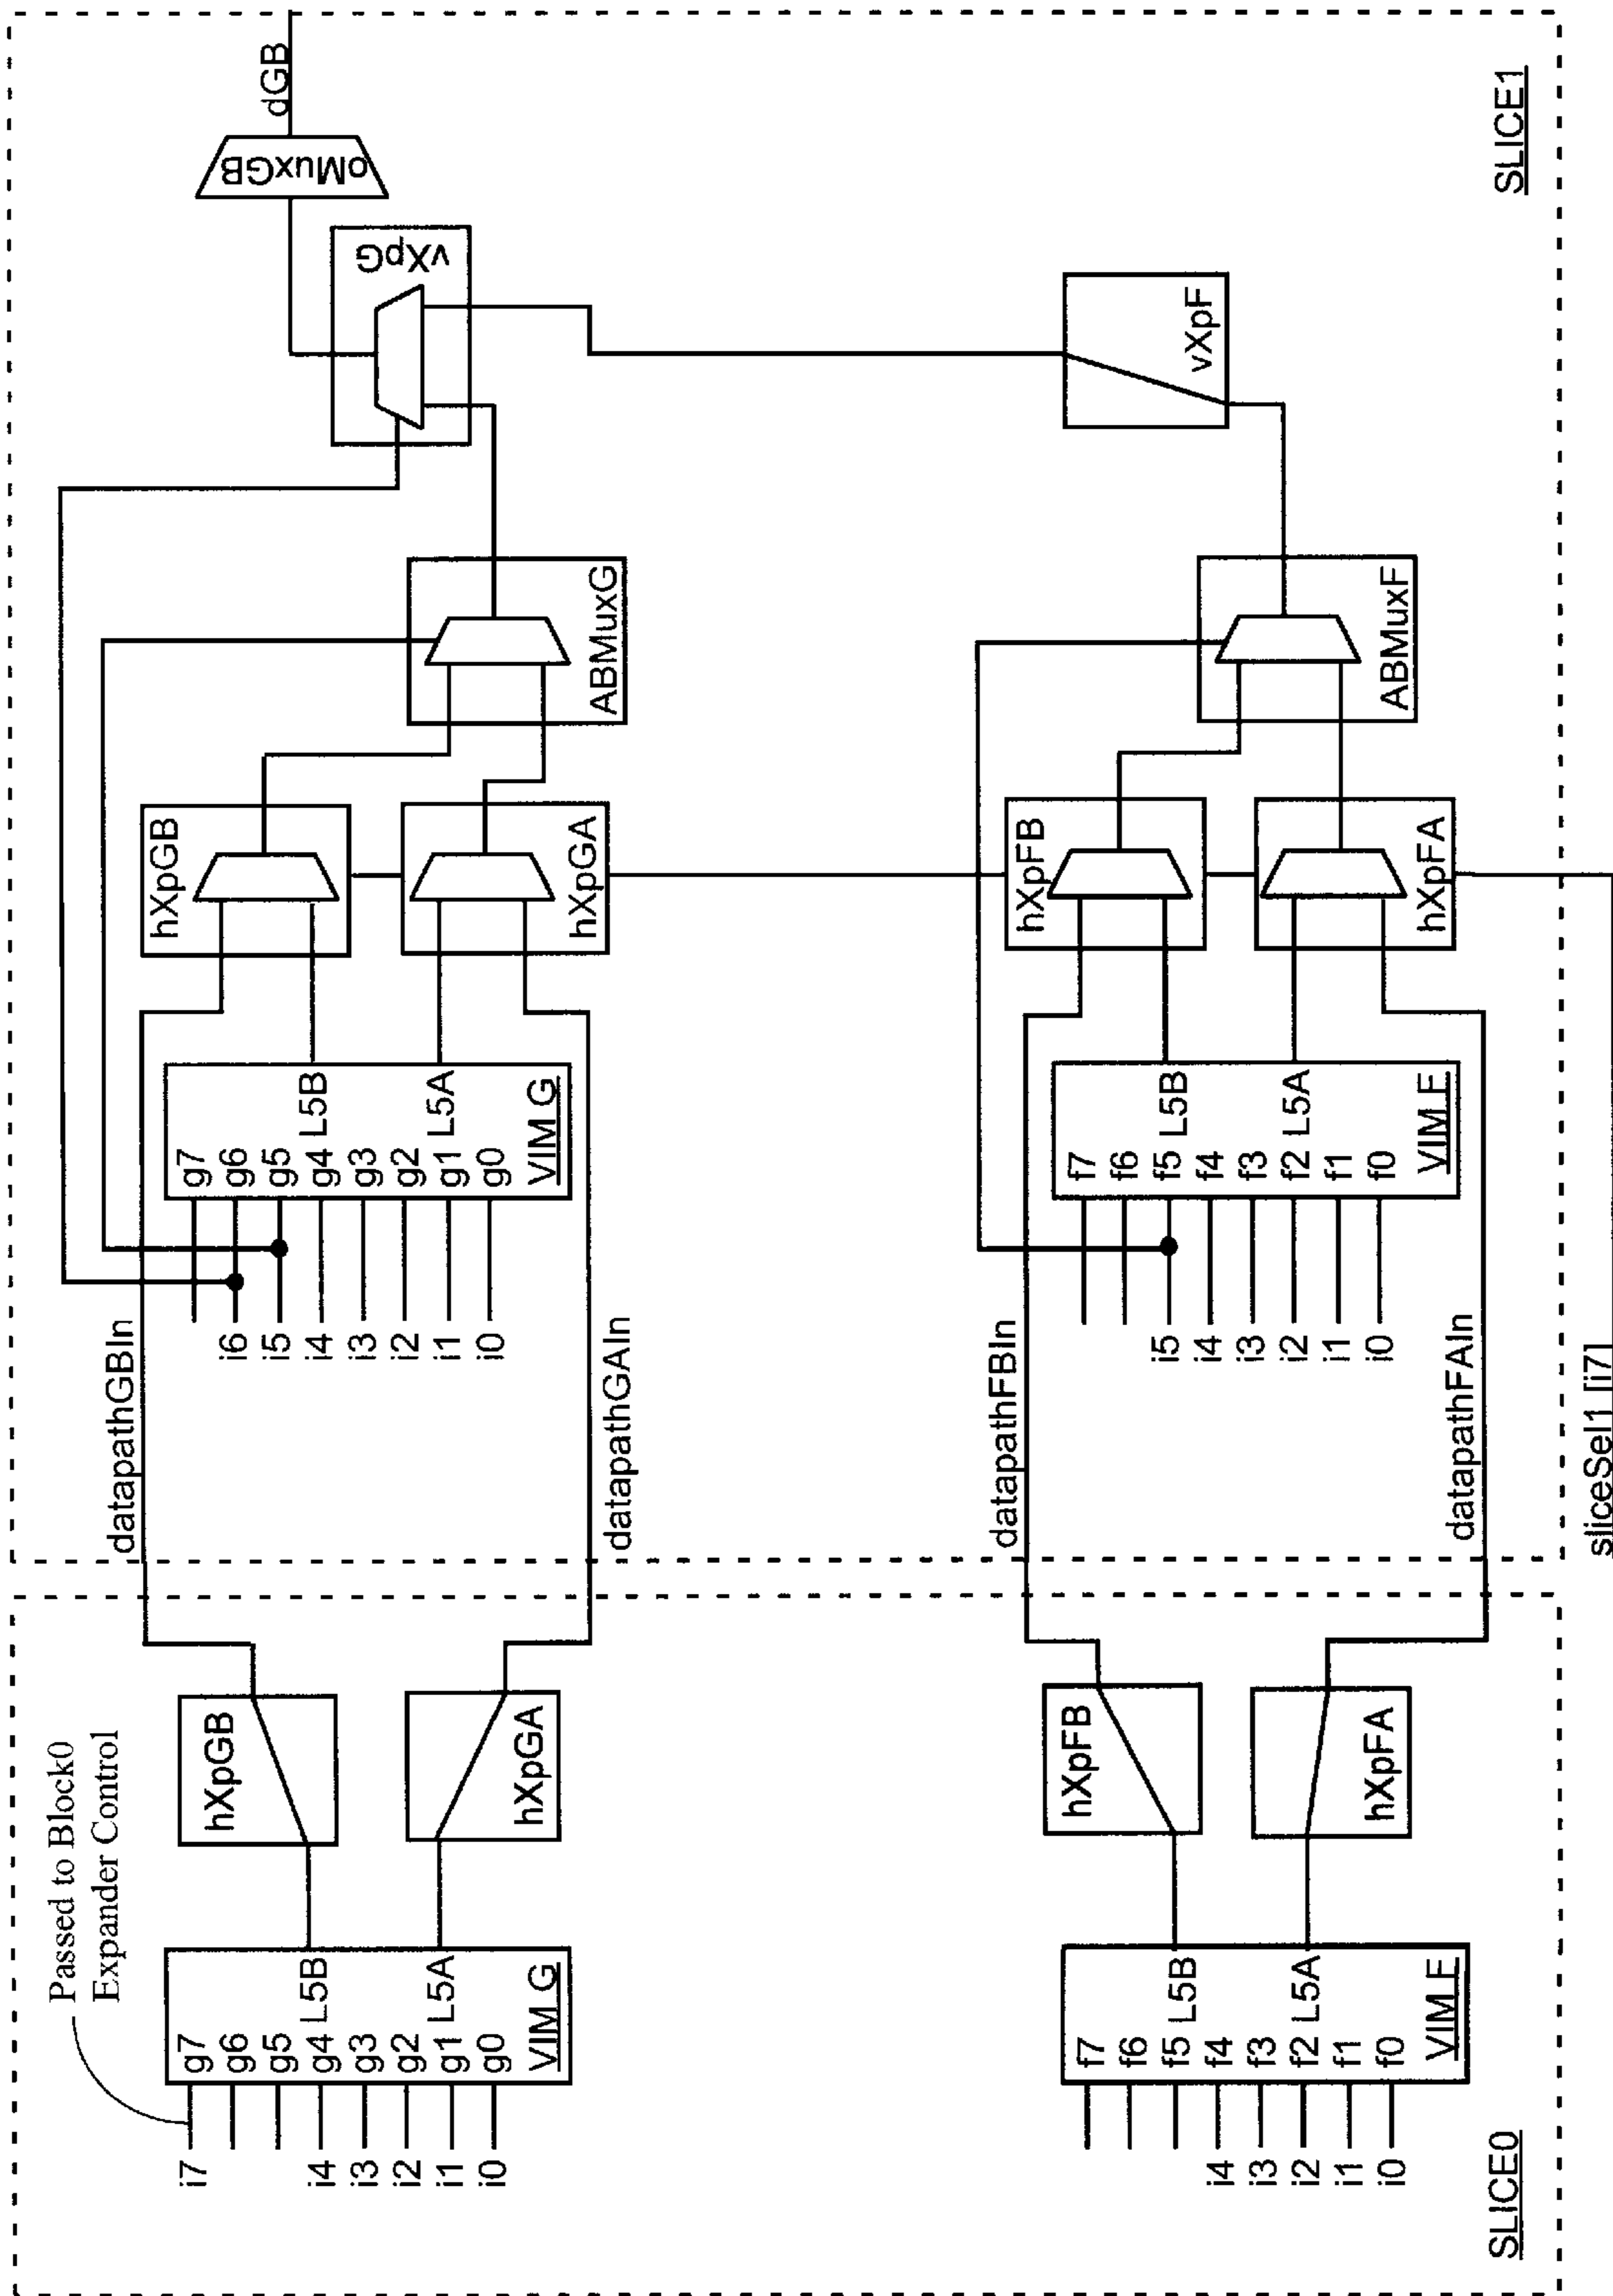 Passed to Block0
Expander Control
i7
i4
i3
i2
i1
i0
g7
g6
g5
g4
g3
g2
g1
g0
L5B
L5A
VIM G
hXpGB
hXpGA
i4
i3
i2
i1
i0
f7
f6
f5
f4
f3
f2
f1
f0
L5B
L5A
VIM F
hXpFB
hXpFA
SLICE0
datapathGBIn
datapathGAIn
i6
i5
i4
i3
i2
i1
i0
g7
g6
g5
g4
g3
g2
g1
g0
L5B
L5A
VIM G
hXpGB
hXpGA
ABMuxG
vXpG
oMuxGB
dGB
datapathFBIn
datapathFAIn
i5
i4
i3
i2
i1
i0
f7
f6
f5
f4
f3
f2
f1
f0
L5B
L5A
VIM F
hXpFB
hXpFA
ABMuxF
vXpF
SLICE1
sliceSel1 [i7]